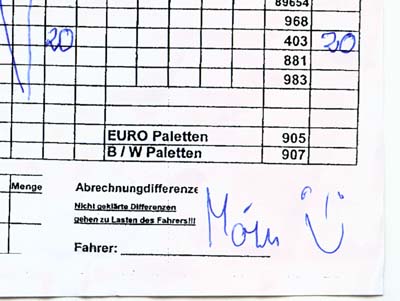 89654
968
20 403 20
881
983
EURO Paletten 905
B / W Paletten 907
Menge Abrechnungdifferenze
Nicht geklärte Differenzen
gehen zu Lasten des Fahrers!!!
Fahrer: